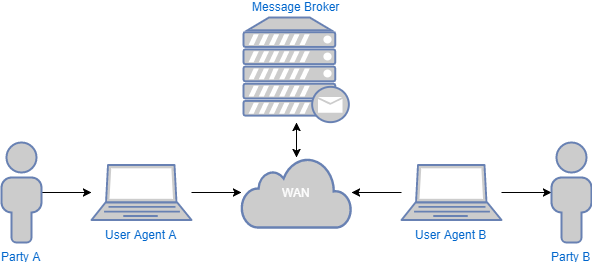 Message Broker
WAN
User Agent A
User Agent B
Party A
Party B